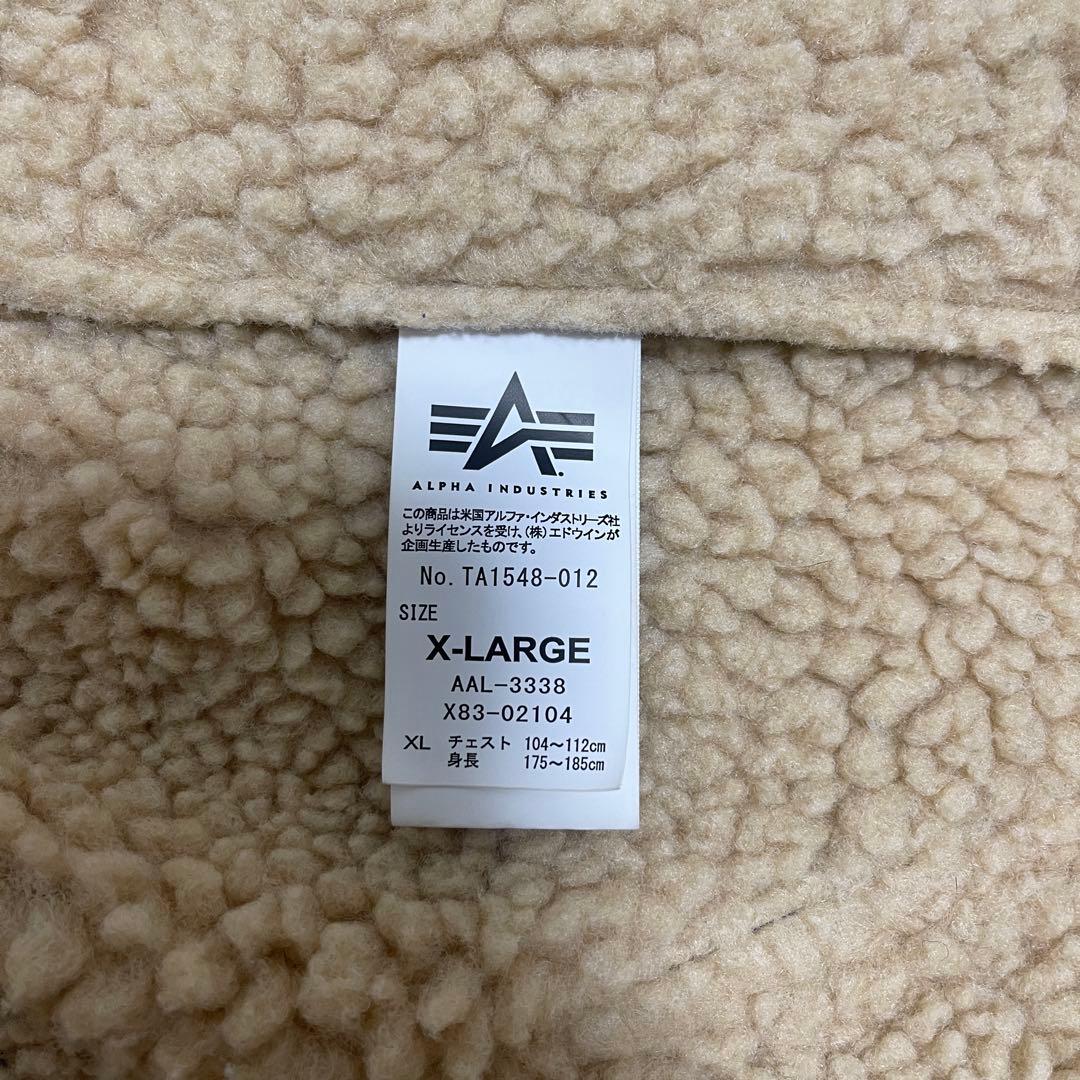 ALPHA INDUSTRIES
この商品は米国アルファ・インダストリーズ社
よりライセンスを受け、(株)エドウインが
企画生産したものです。
No. TA1548-012
SIZE
X-LARGE
AAL-3338
X83-02104
XL チェスト 104～112cm
身長 175～185cm